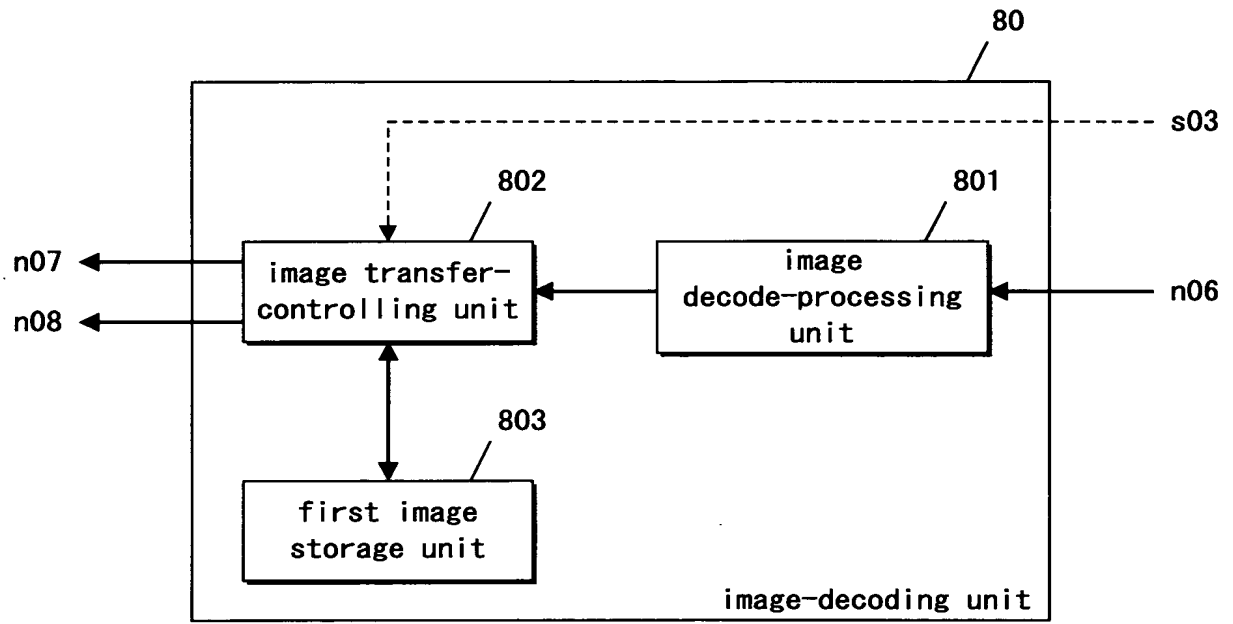 80
s03
802
801
n07
image transfer-
controlling unit
image
decode-processing
unit
n06
n08
803
first image
storage unit
image-decoding unit